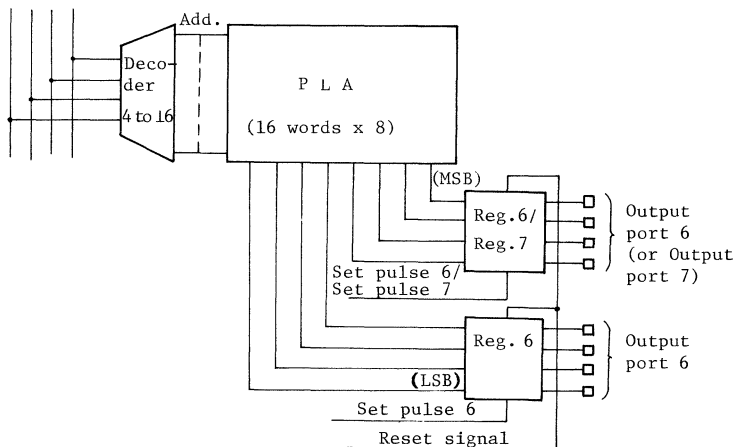 Add.
Deco-
der
4 to 16
P L A
(16 words x 8)
(MSB)
Reg.6/
Reg.7
Output
port 6
(or Output
port 7)
Set pulse 6/
Set pulse 7
Reg. 6
Output
port 6
(LSB)
Set pulse 6
Reset signal